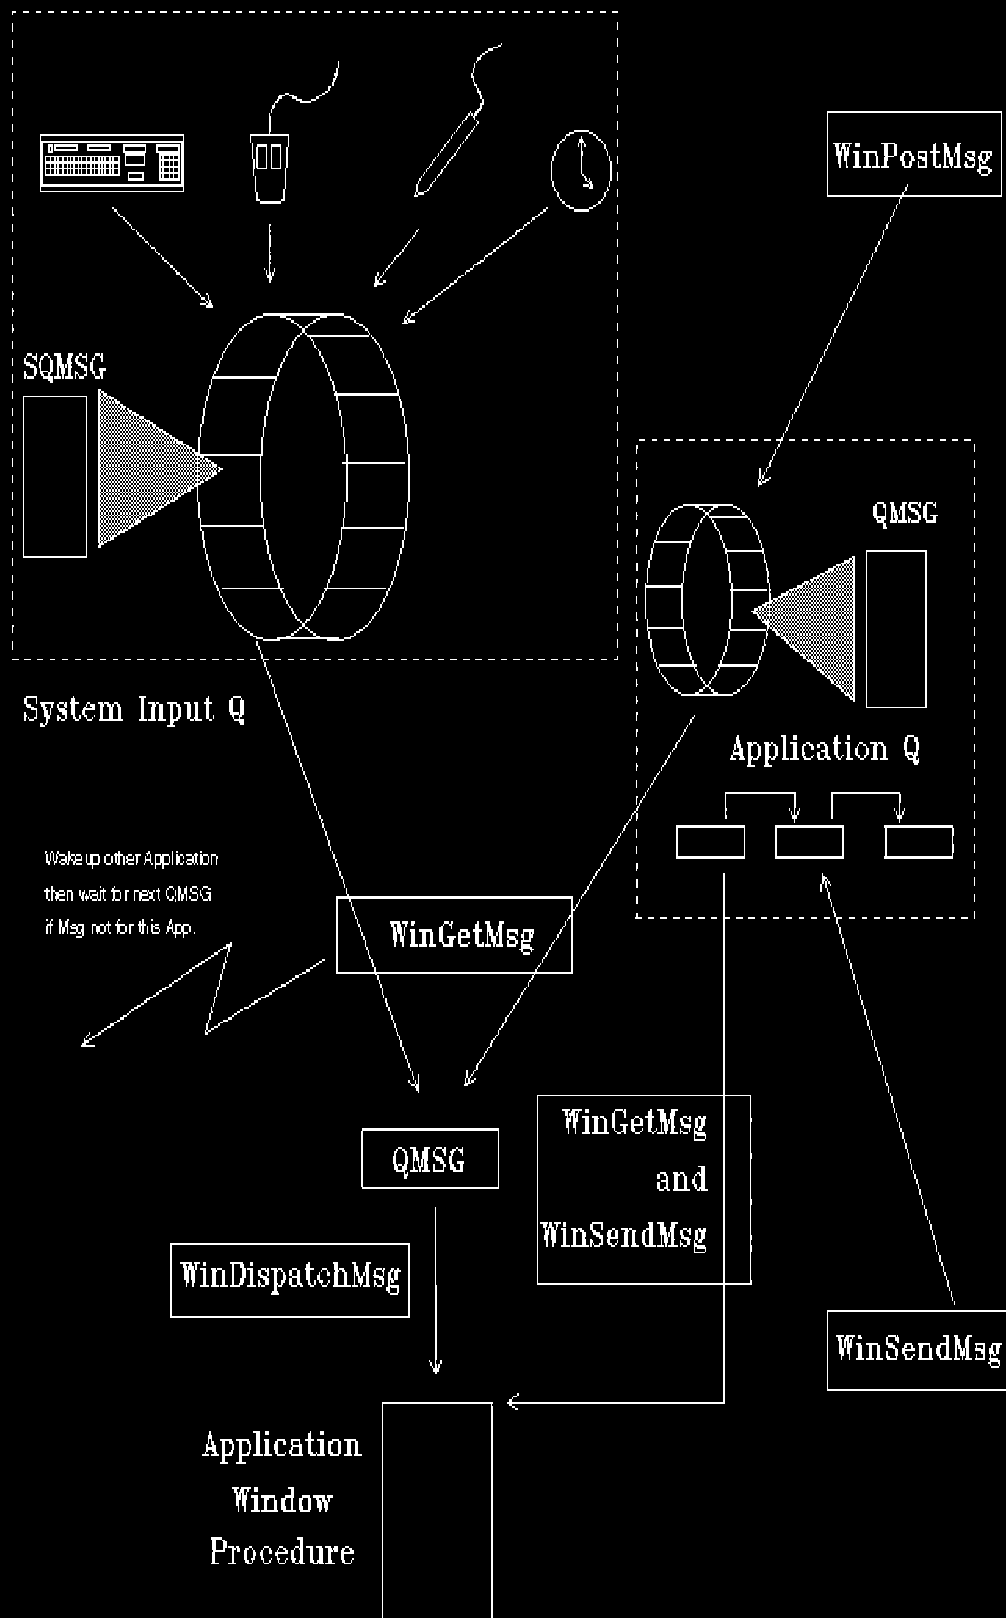 WinPostMsg
SQMSG
QMSG
System Input Q
Application Q
Wake up other Application
then wait for next QMSG
if Msg not for this App.
WinGetMsg
WinGetMsg
and
WinSendMsg
QMSG
WinDispatchMsg
WinSendMsg
Application
Window
Procedure